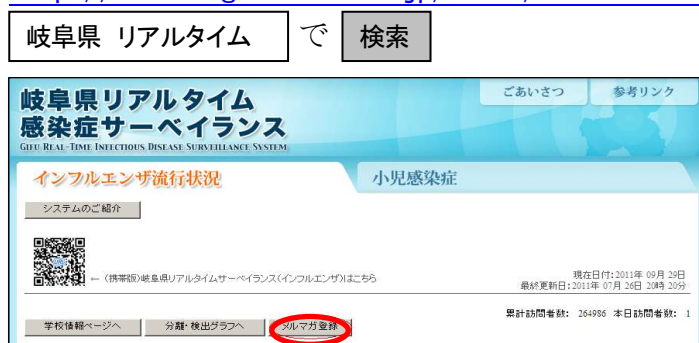 岐阜県 リアルタイム で 検索
ごあいさつ 参考リンク
岐阜県リアルタイム
感染症サーベイランス
GIFU REAL-TIME INFECTIOUS DISEASE SURVEILLANCE SYSTEM
インフルエンザ流行状況 小児感染症
システムのご紹介
← (携帯版)岐阜県リアルタイムサーベイランス(インフルエンザ)はこちら
現在日付:2011年 09月 29日
最終更新日:2011年 07月 26日 20時 20分
累計訪問者数: 264986 本日訪問者数: 1
学校情報ページへ 分離・検出グラフへ メルマガ登録